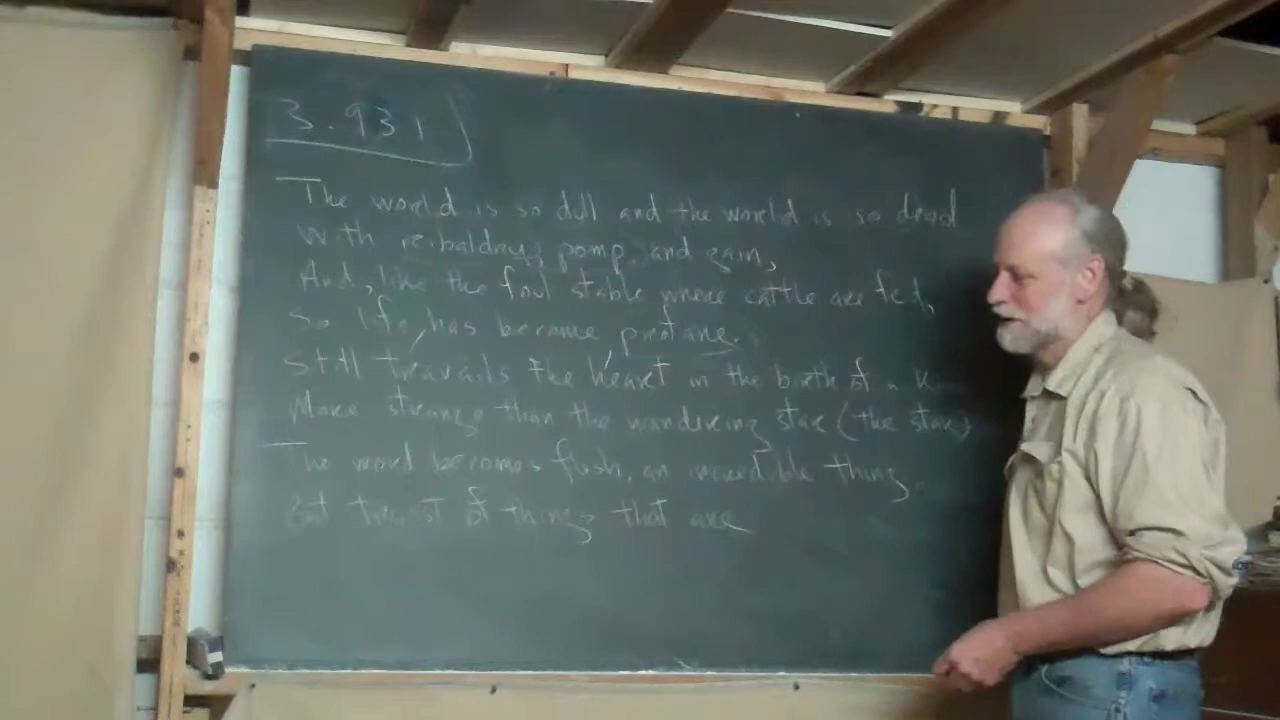 3.931
The world is so dull and the world is so dead
With ribaldry, pomp, and gain,
And, like the foul stable where cattle are fed,
So life, has become profane.
Still travails the heart in the birth of a K
More strange than the wandering star (the star)
The word becomes flesh, an incredible thing
But truest of things that are